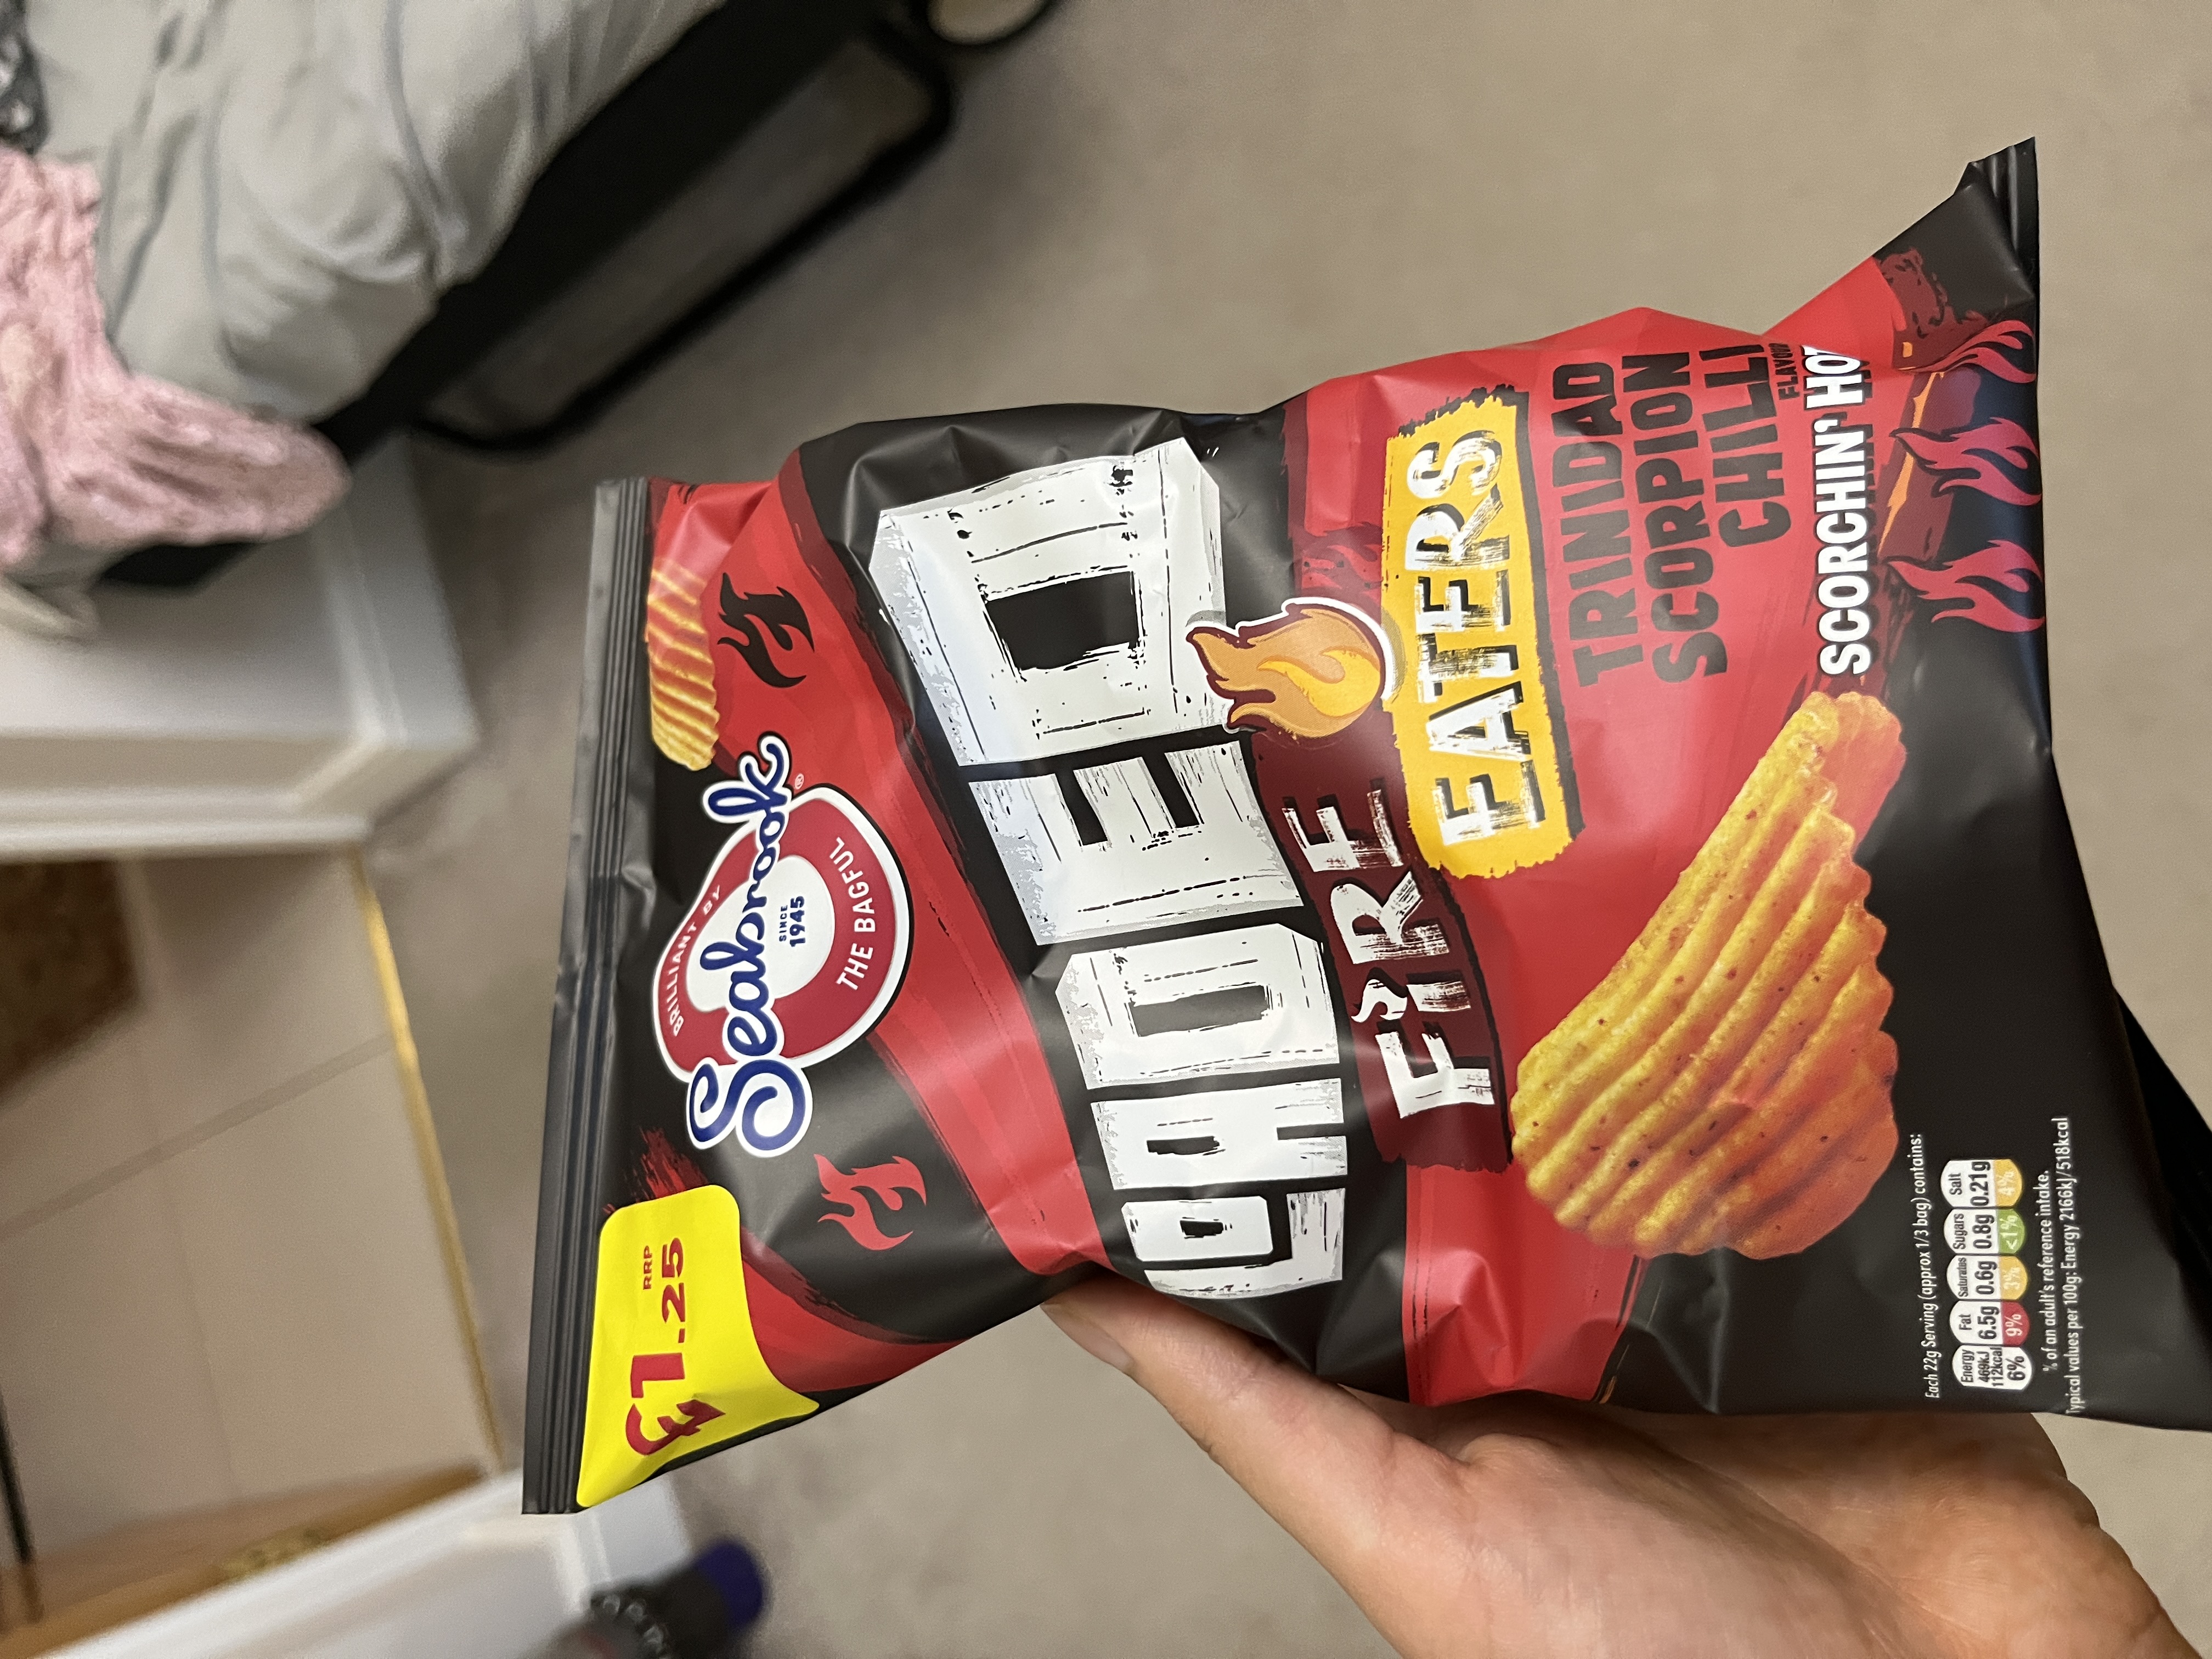 £1.25 RRP
BRILLIANT BY
Seabrook
®
SINCE
1945
THE BAGFUL
LOADED
FIRE
EATERS
TRINIDAD
SCORPION
CHILLI
FLAVOU
SCORCHIN' HOT
Each 22g Serving (approx 1/3 bag) contains:
Energy Fat Saturates Sugars Salt
469kJ
112kcal 6.5g 0.6g 0.8g 0.21g
6% 9% 3% <1% 4%
% of an adult's reference intake.
Typical values per 100g: Energy 2166kJ/518kcal